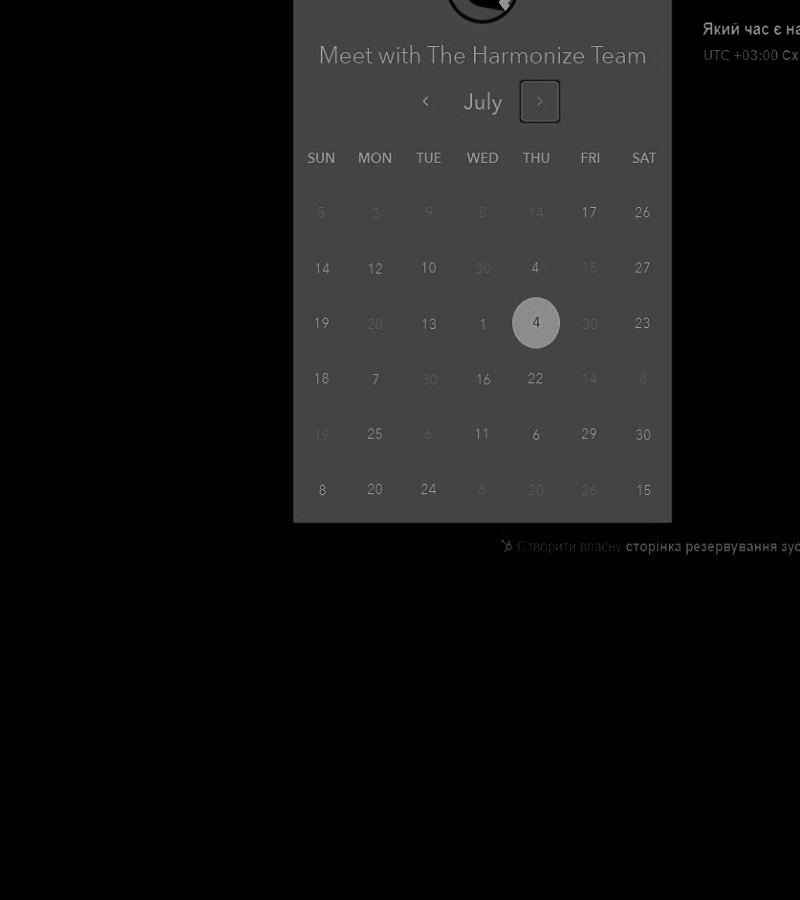 Meet with The Harmonize Team
Який час є на
UTC +03:00 Сх
‹ July ›
SUN MON TUE WED THU FRI SAT
5 3 9 8 14 17 26
14 12 10 30 4 15 27
19 28 13 1 4 30 23
18 7 30 16 22 14 8
19 25 6 11 6 29 30
8 20 24 6 20 26 15
Створити власну сторінка резервування зус